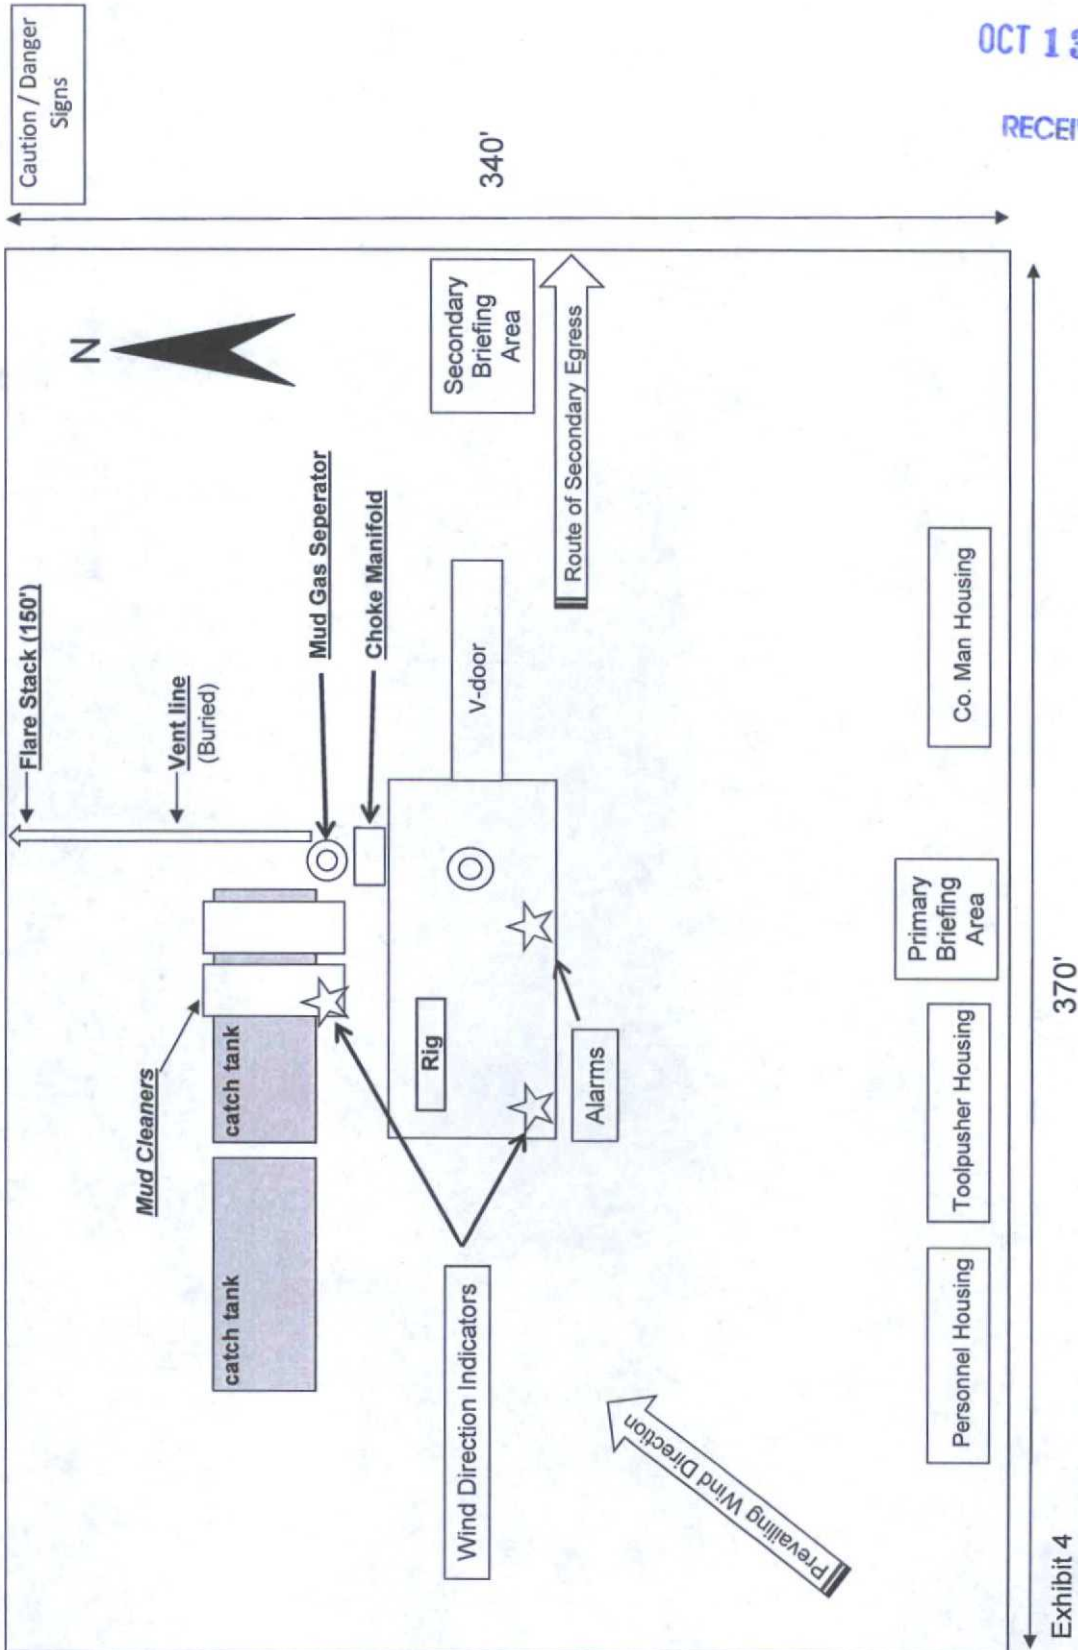 OCT 1
RECEI
Caution / Danger
Signs
340'
N
Flare Stack (150')
Vent line
(Buried)
Mud Gas Seperator
Choke Manifold
Secondary
Briefing
Area
Route of Secondary Egress
V-door
Mud Cleaners
catch tank
catch tank
Rig
Alarms
Wind Direction Indicators
Prevailing Wind Direction
Co. Man Housing
Primary
Briefing
Area
Toolpusher Housing
Personnel Housing
370'
Exhibit 4